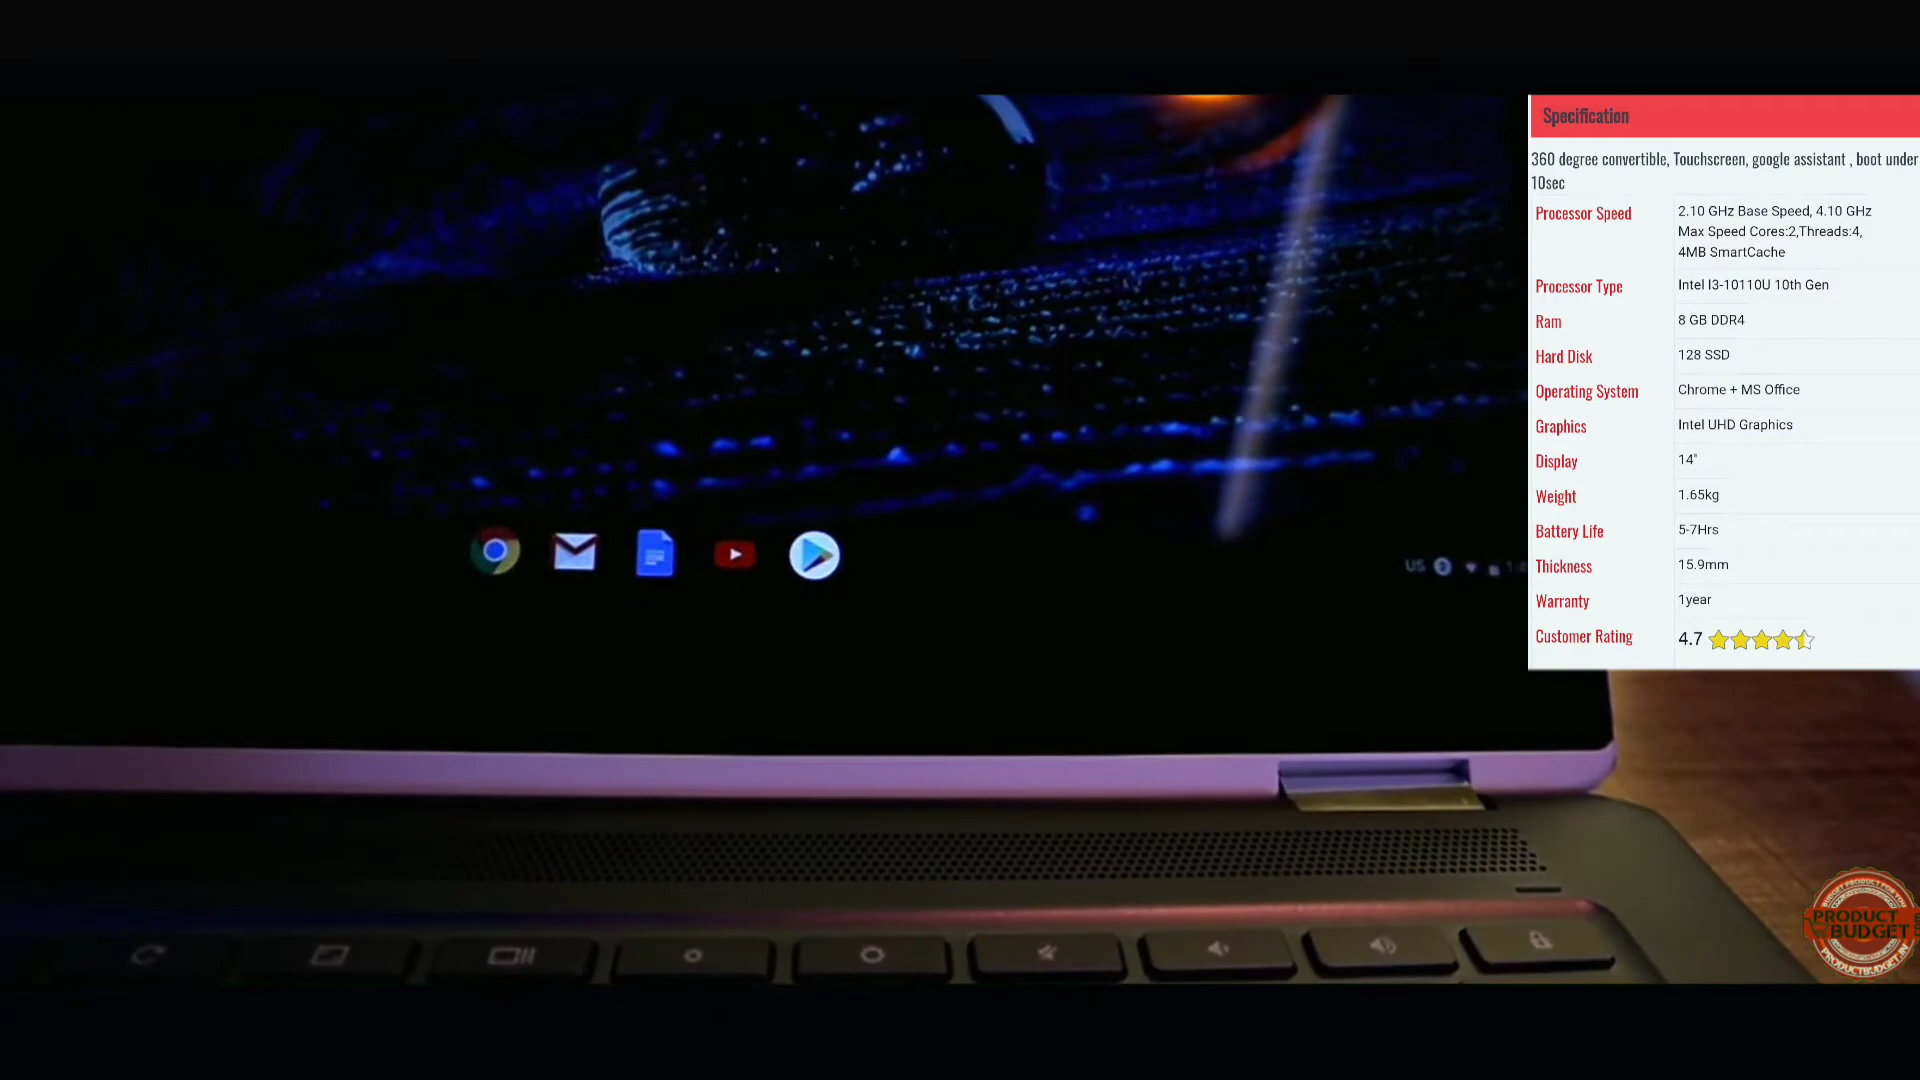 Specification
360 degree convertible, Touchscreen, google assistant , boot under
10sec
Processor Speed
2.10 GHz Base Speed, 4.10 GHz
Max Speed Cores:2,Threads:4,
4MB SmartCache
Processor Type
Intel I3-10110U 10th Gen
Ram
8 GB DDR4
Hard Disk
128 SSD
Operating System
Chrome + MS Office
Graphics
Intel UHD Graphics
Display
14"
Weight
1.65kg
Battery Life
5-7Hrs
Thickness
15.9mm
Warranty
1year
Customer Rating
4.7
US
PRODUCT
BUDGET
PRODUCTBUDGET.IN